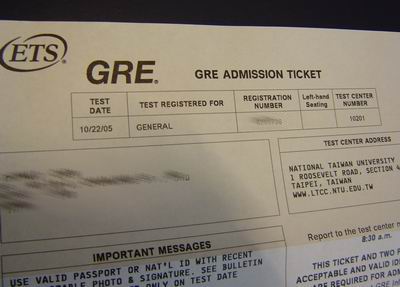 ETS®
GRE®
GRE ADMISSION TICKET
TEST DATE TEST REGISTERED FOR REGISTRATION NUMBER Left-hand Seating TEST CENTER NUMBER
10/22/05 GENERAL 10201
TEST CENTER ADDRESS
NATIONAL TAIWAN UNIVERSITY
1 ROOSEVELT ROAD, SECTION 4
TAIPEI, TAIWAN
WWW.LTCC.NTU.EDU.TW
Report to the test center
8:30 a.m.
THIS TICKET AND TWO
ACCEPTABLE AND VALID
ADMISSION
IMPORTANT MESSAGES
USE VALID PASSPORT OR NAT'L ID WITH RECENT
PHOTO & SIGNATURE. SEE BULLETIN
ONLY ON TEST DATE